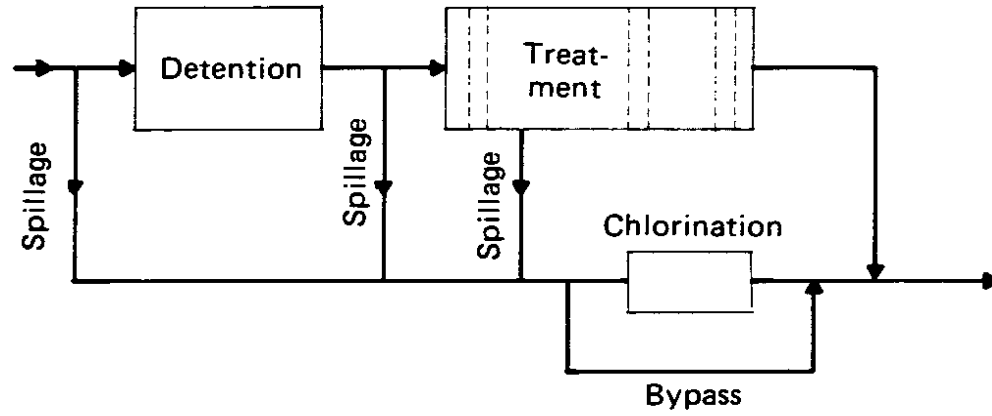 Detention
Treat-
ment
Spillage
Spillage
Spillage
Chlorination
Bypass